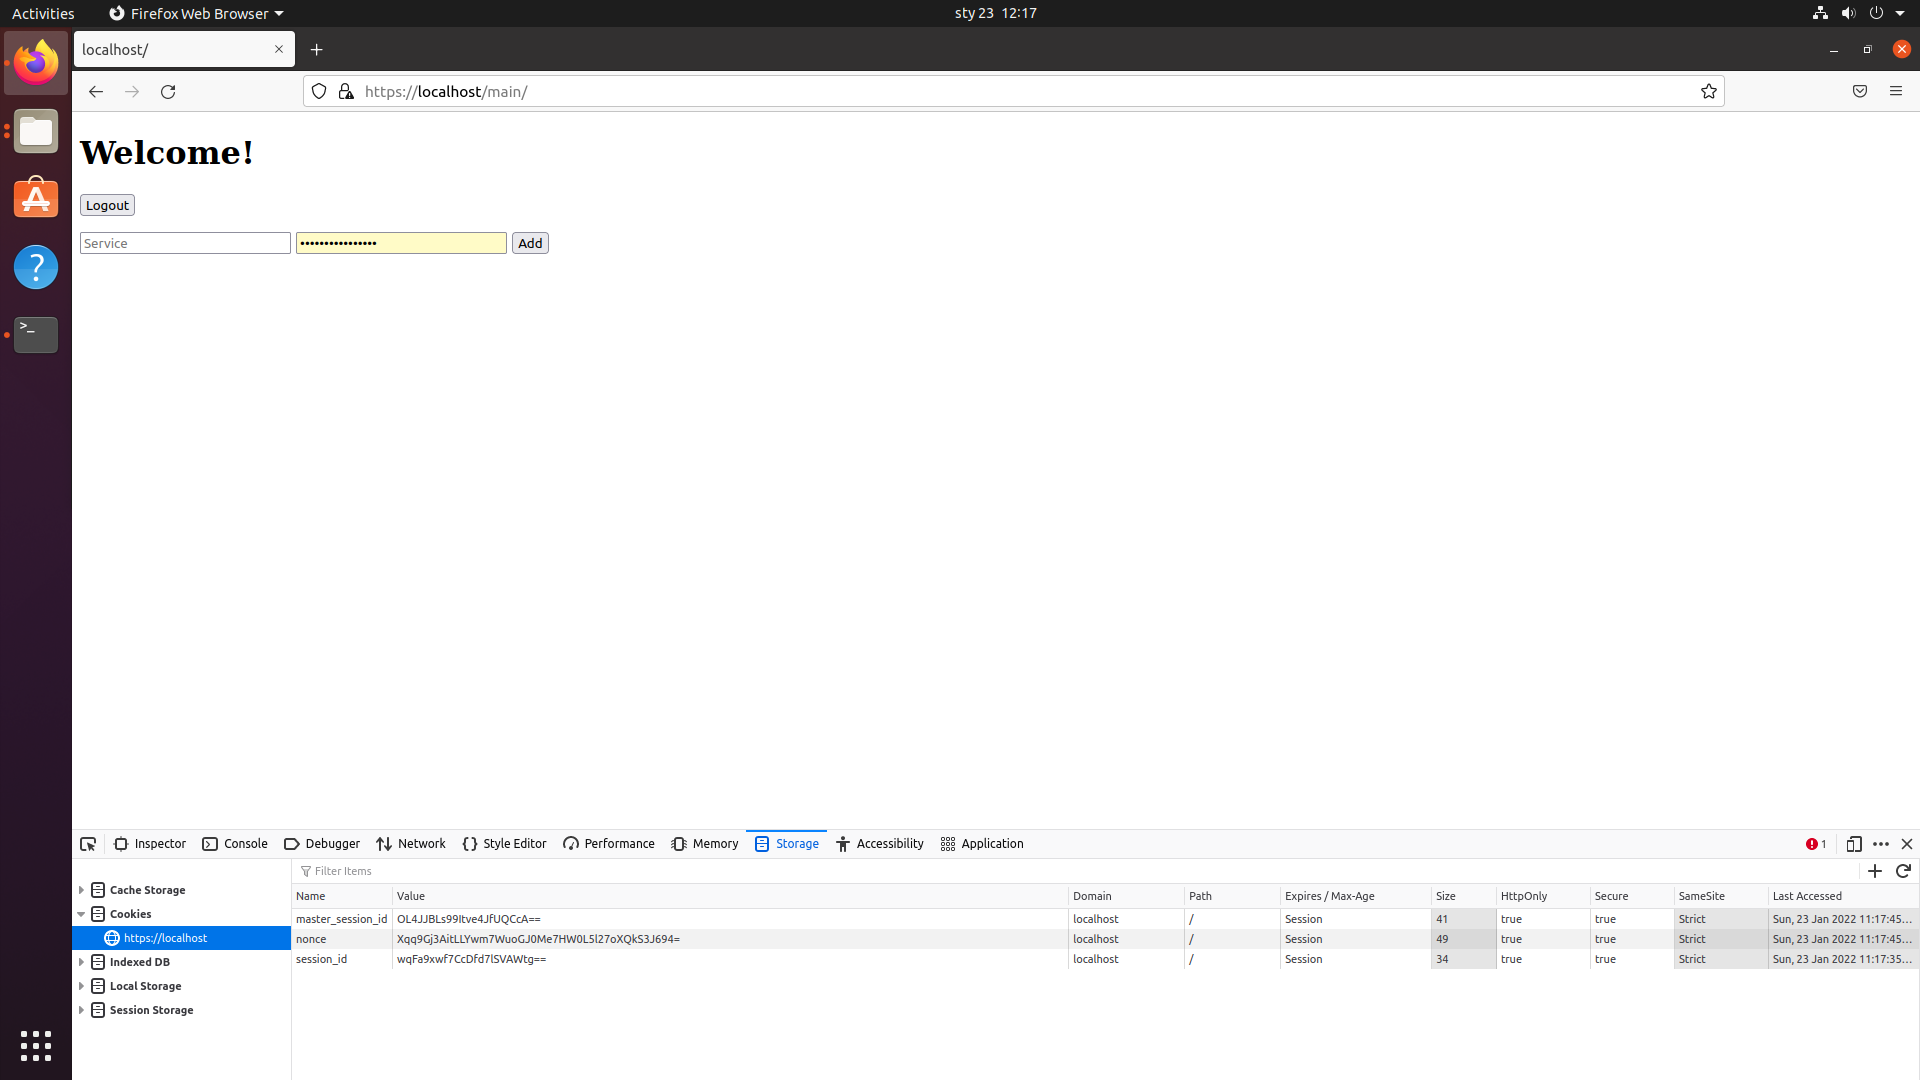 Activities Firefox Web Browser sty 23 12:17
localhost/
https://localhost/main/
Welcome!
Logout
Service •••••••••••••••• Add
Inspector Console Debugger Network Style Editor Performance Memory Storage Accessibility Application 1
Filter Items
Cache Storage
Cookies
https://localhost
Indexed DB
Local Storage
Session Storage
Name Value Domain Path Expires / Max-Age Size HttpOnly Secure SameSite Last Accessed
master_session_id OL4JJBLs99Itve4JfUQCcA== localhost / Session 41 true true Strict Sun, 23 Jan 2022 11:17:45...
nonce Xqq9Gj3AitLLYwm7WuoGJ0Me7HW0L5l27oXQkS3J694= localhost / Session 49 true true Strict Sun, 23 Jan 2022 11:17:45...
session_id wqFa9xwf7CcDfd7lSVAWtg== localhost / Session 34 true true Strict Sun, 23 Jan 2022 11:17:35...